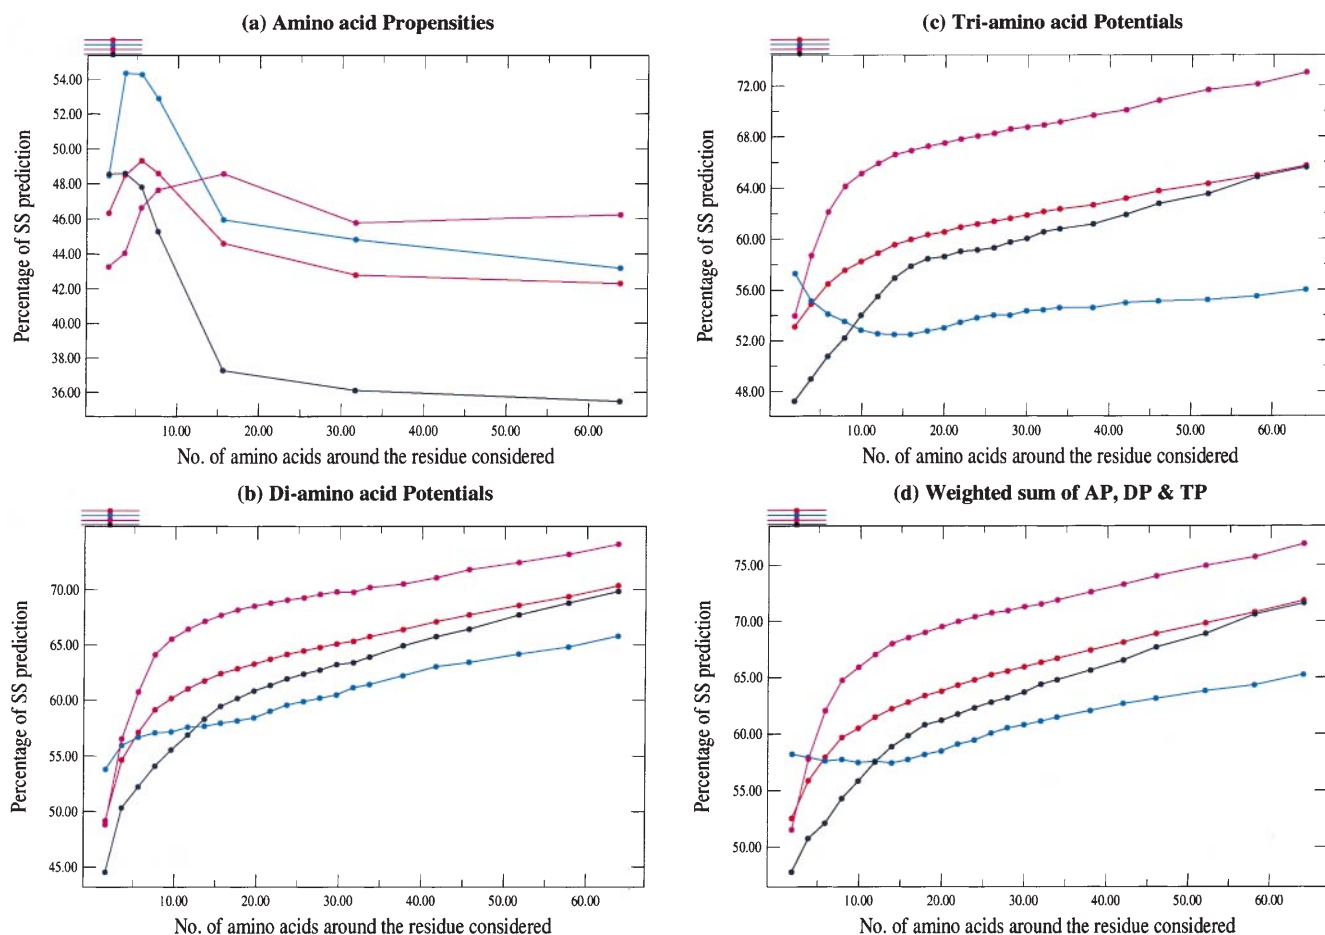 (a) Amino acid Propensities
54.00
52.00
50.00
48.00
46.00
44.00
42.00
40.00
38.00
36.00
Percentage of SS prediction
10.00 20.00 30.00 40.00 50.00 60.00
No. of amino acids around the residue considered
(b) Di-amino acid Potentials
70.00
65.00
60.00
55.00
50.00
45.00
Percentage of SS prediction
10.00 20.00 30.00 40.00 50.00 60.00
No. of amino acids around the residue considered
(c) Tri-amino acid Potentials
72.00
68.00
64.00
60.00
56.00
52.00
48.00
Percentage of SS prediction
10.00 20.00 30.00 40.00 50.00 60.00
No. of amino acids around the residue considered
(d) Weighted sum of AP, DP & TP
75.00
70.00
65.00
60.00
55.00
50.00
Percentage of SS prediction
10.00 20.00 30.00 40.00 50.00 60.00
No. of amino acids around the residue considered